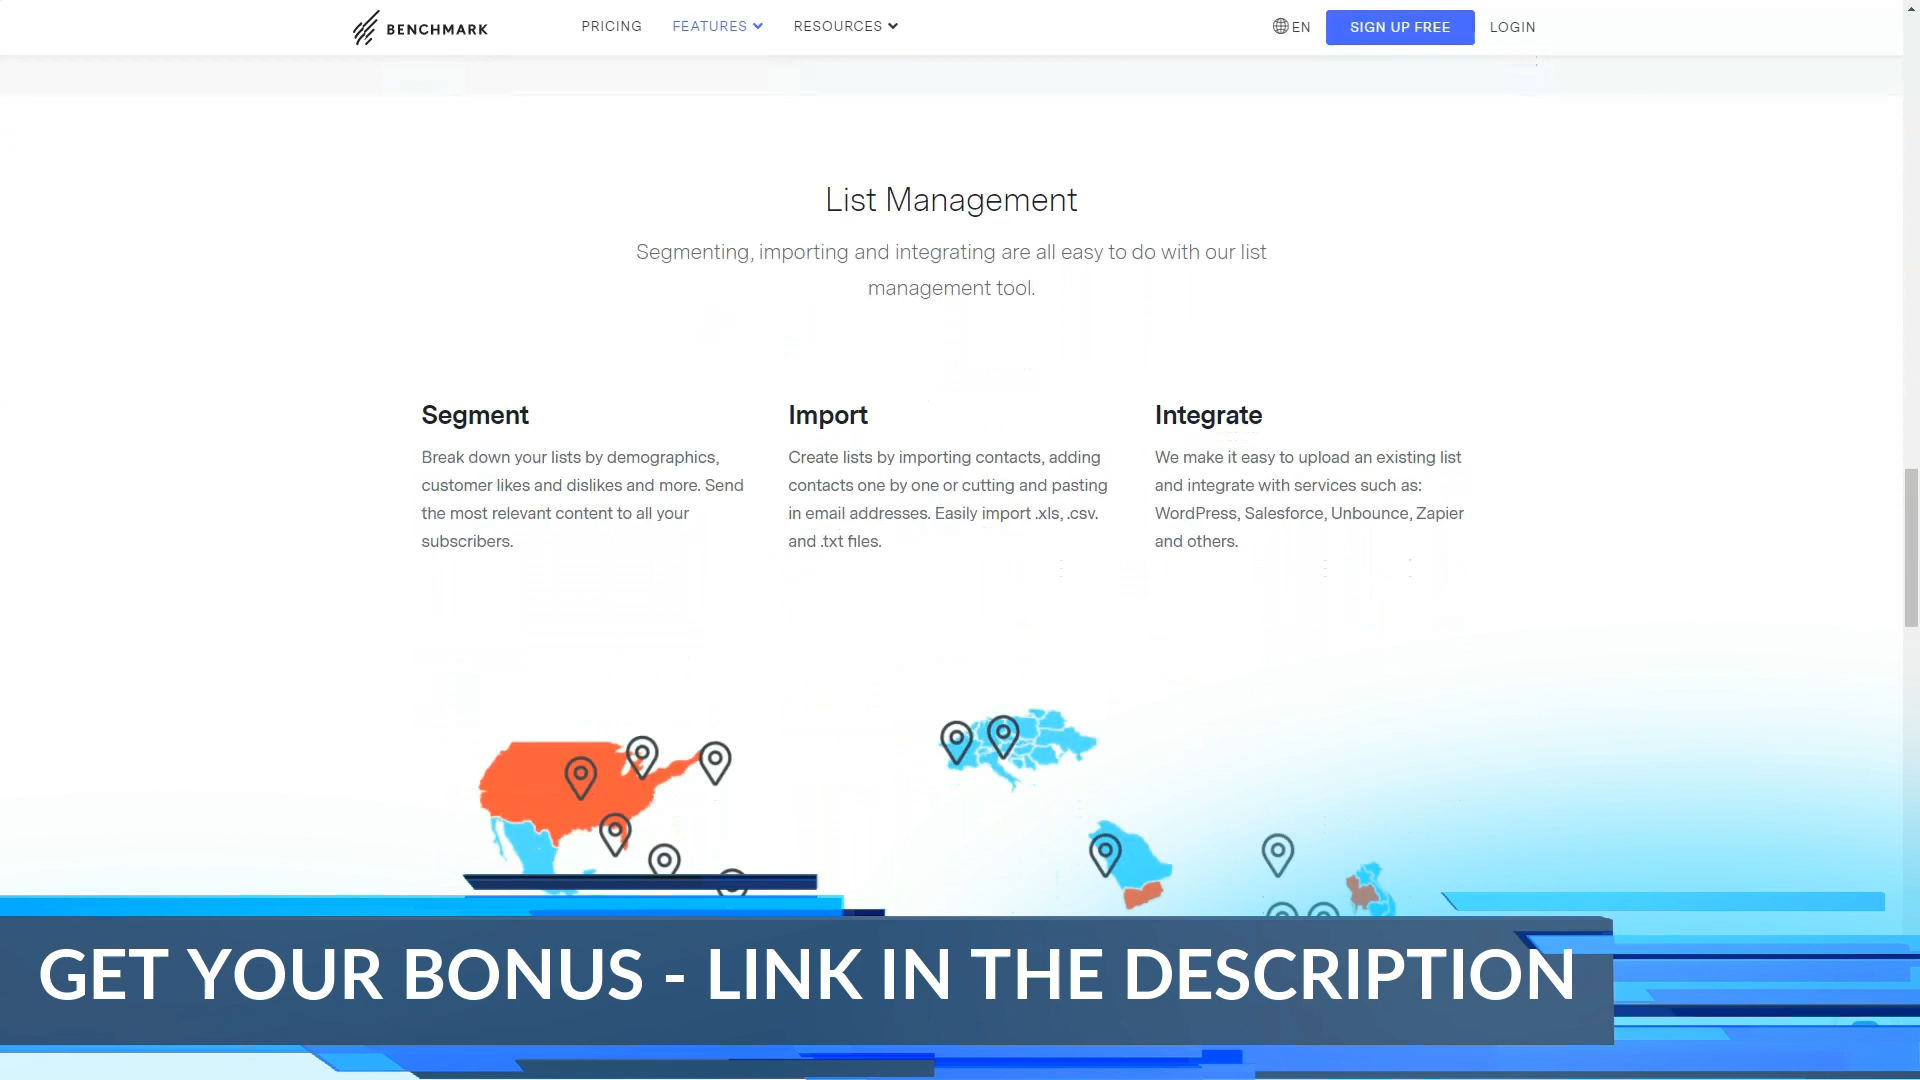 BENCHMARK
PRICING
FEATURES
RESOURCES
EN
SIGN UP FREE
LOGIN
List Management
Segmenting, importing and integrating are all easy to do with our list
management tool.
Segment
Break down your lists by demographics,
customer likes and dislikes and more. Send
the most relevant content to all your
subscribers.
Import
Create lists by importing contacts, adding
contacts one by one or cutting and pasting
in email addresses. Easily import .xls, .csv.
and .txt files.
Integrate
We make it easy to upload an existing list
and integrate with services such as:
WordPress, Salesforce, Unbounce, Zapier
and others.
GET YOUR BONUS - LINK IN THE DESCRIPTION